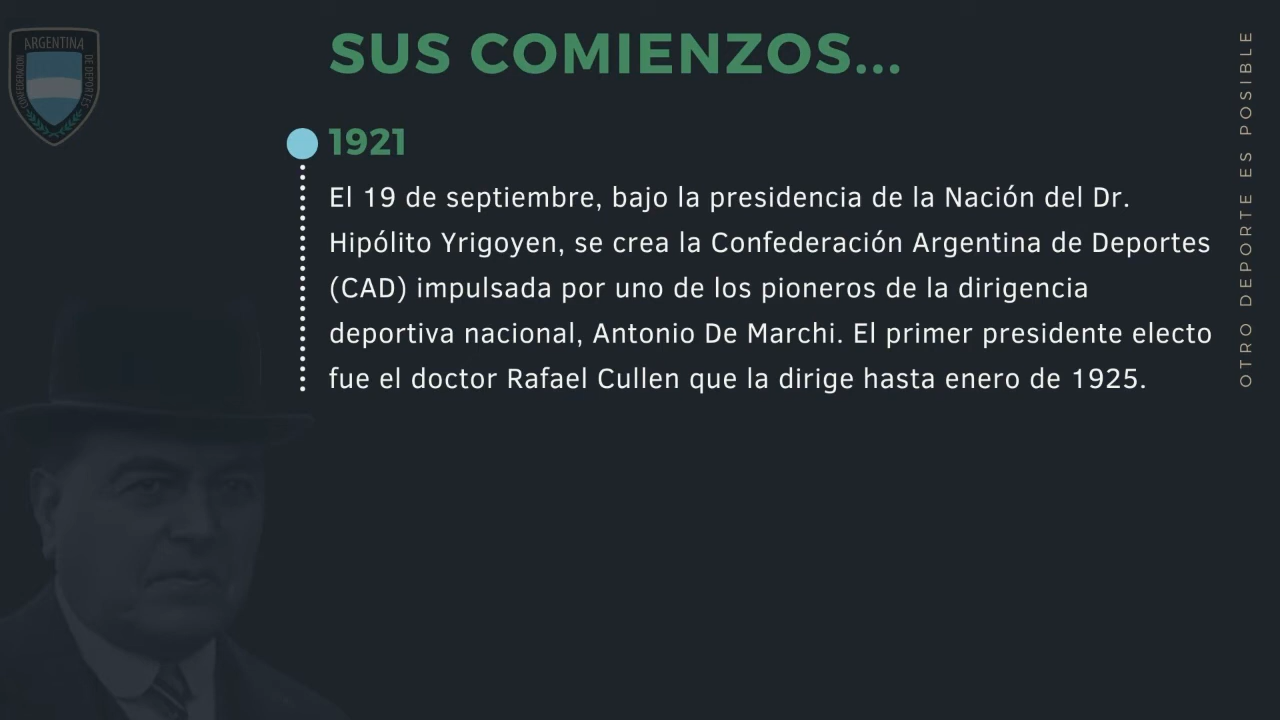 ARGENTINA
CONFEDERACIÓN
DE DEPORTES
SUS COMIENZOS...
1921
El 19 de septiembre, bajo la presidencia de la Nación del Dr.
Hipólito Yrigoyen, se crea la Confederación Argentina de Deportes
(CAD) impulsada por uno de los pioneros de la dirigencia
deportiva nacional, Antonio De Marchi. El primer presidente electo
fue el doctor Rafael Cullen que la dirige hasta enero de 1925.
OTRO DEPORTE ES POSIBLE